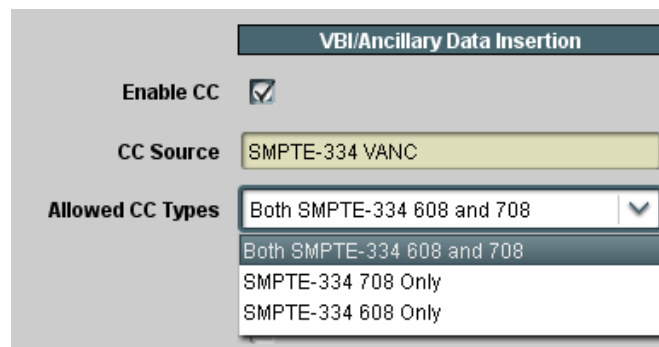 VBI/Ancillary Data Insertion
Enable CC
CC Source SMPTE-334 VANC
Allowed CC Types Both SMPTE-334 608 and 708
Both SMPTE-334 608 and 708
SMPTE-334 708 Only
SMPTE-334 608 Only